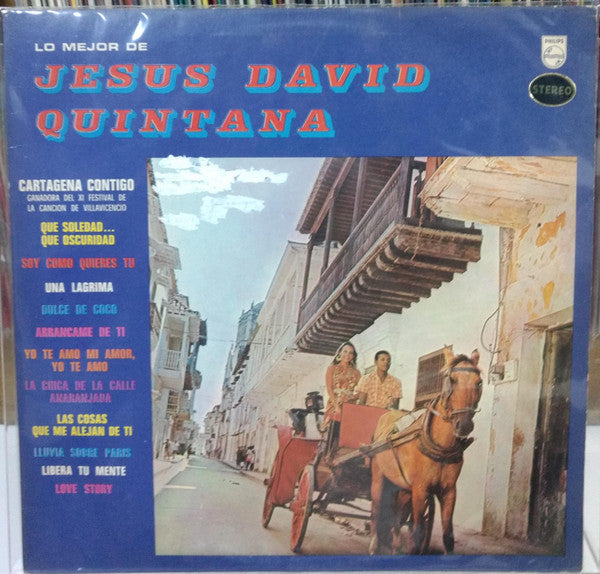 LO MEJOR DE
JESUS DAVID
QUINTANA
PHILIPS
STEREO
CARTAGENA CONTIGO
GANADORA DEL XI FESTIVAL DE
LA CANCION DE VILLAVICENCIO
QUE SOLEDAD...
QUE OSCURIDAD
SOY COMO QUIERES TU
UNA LAGRIMA
DULCE DE COCO
ARRANCAME DE TI
YO TE AMO MI AMOR,
YO TE AMO
LA CHICA DE LA CALLE
ANARANJADA
LAS COSAS
QUE ME ALEJAN DE TI
LLUVIA SOBRE PARIS
LIBERA TU MENTE
LOVE STORY